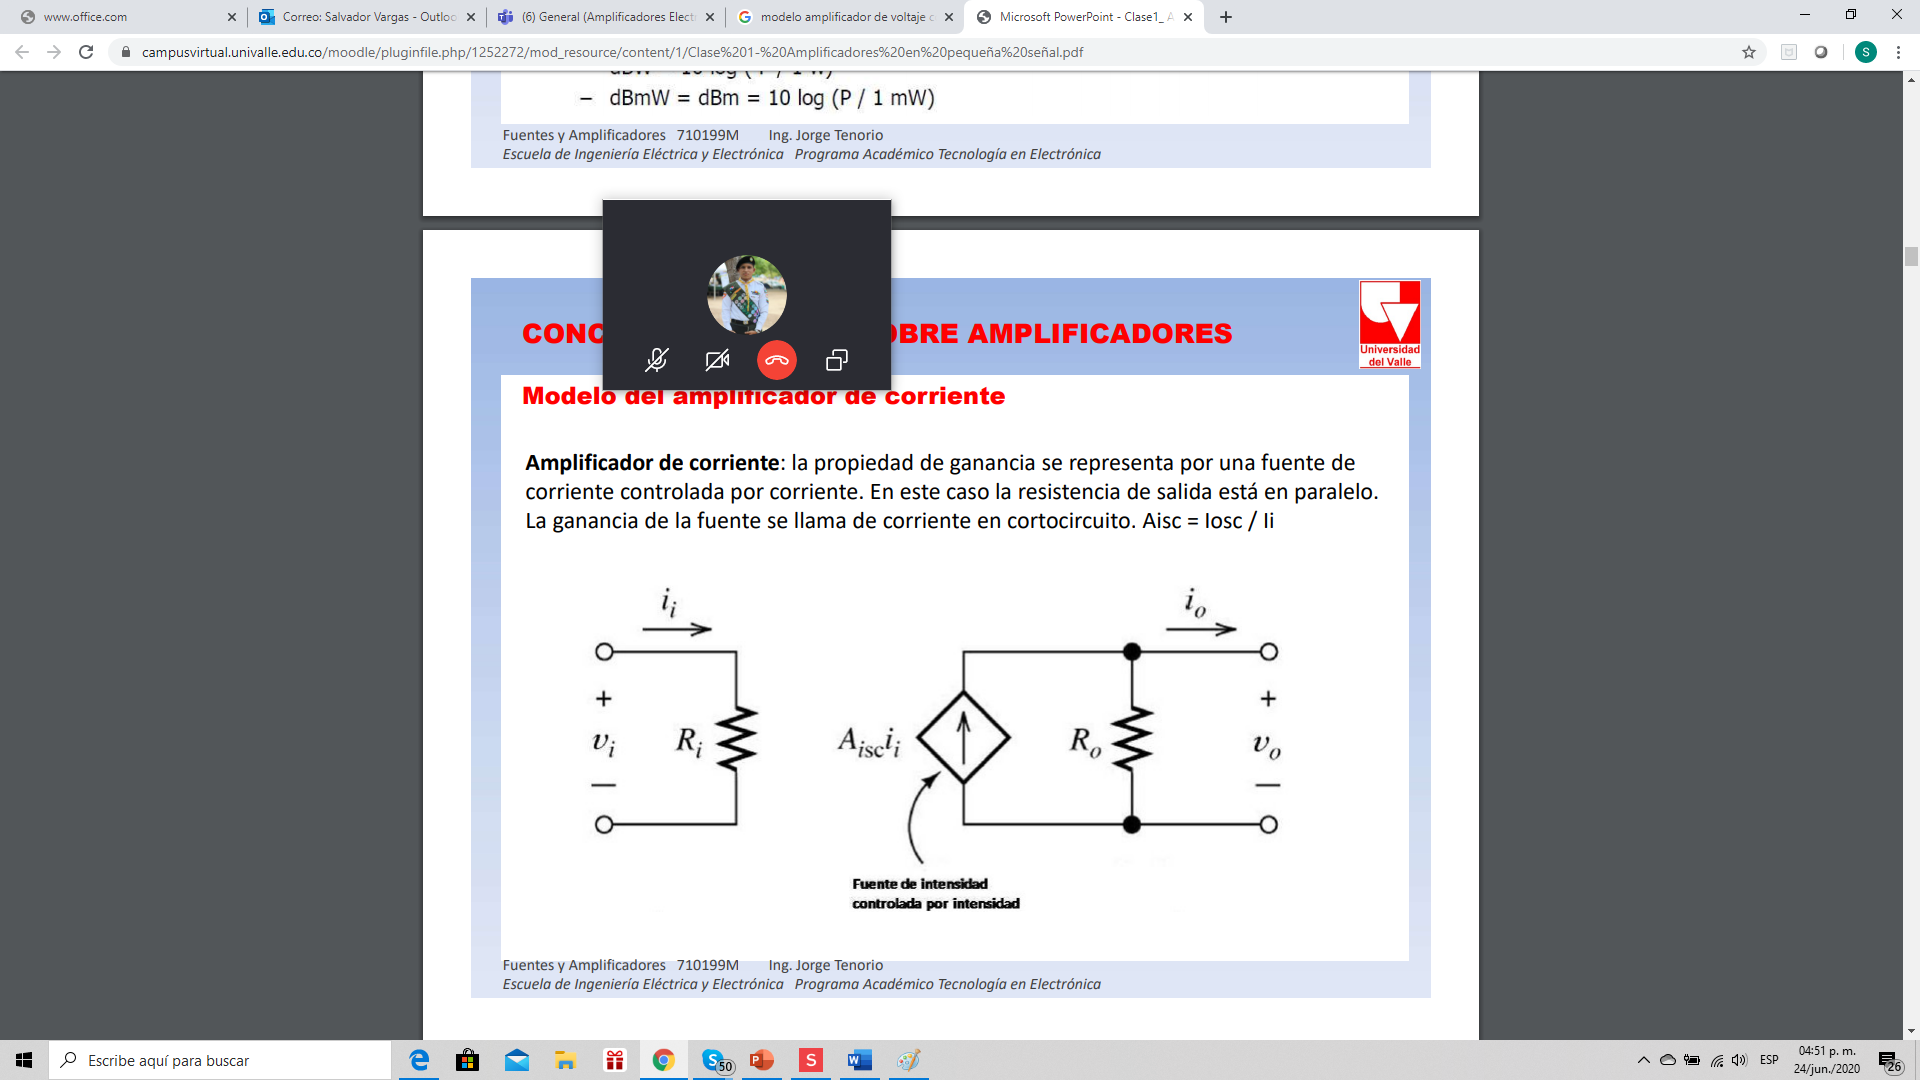 www.office.com
Correo: Salvador Vargas - Outloo
(6) General (Amplificadores Elect
modelo amplificador de voltaje
Microsoft PowerPoint - Clase1_ A
campusvirtual.univalle.edu.co/moodle/pluginfile.php/1252272/mod_resource/content/1/Clase%201-%20Amplificadores%20en%20pequeña%20señal.pdf
S
– dBmW = dBm = 10 log (P / 1 mW)
Fuentes y Amplificadores 710199M Ing. Jorge Tenorio
Escuela de Ingeniería Eléctrica y Electrónica Programa Académico Tecnología en Electrónica
CONC OBRE AMPLIFICADORES
Universidad
del Valle
Modelo del amplificador de corriente
Amplificador de corriente: la propiedad de ganancia se representa por una fuente de
corriente controlada por corriente. En este caso la resistencia de salida está en paralelo.
La ganancia de la fuente se llama de corriente en cortocircuito. Aisc = Iosc / Ii
ii
io
+
+
vi
Ri
Aiscii
Ro
vo
—
—
Fuente de intensidad
controlada por intensidad
Fuentes y Amplificadores 710199M Ing. Jorge Tenorio
Escuela de Ingeniería Eléctrica y Electrónica Programa Académico Tecnología en Electrónica
Escribe aquí para buscar
50
S
ESP
04:51 p. m.
24/jun./2020
26